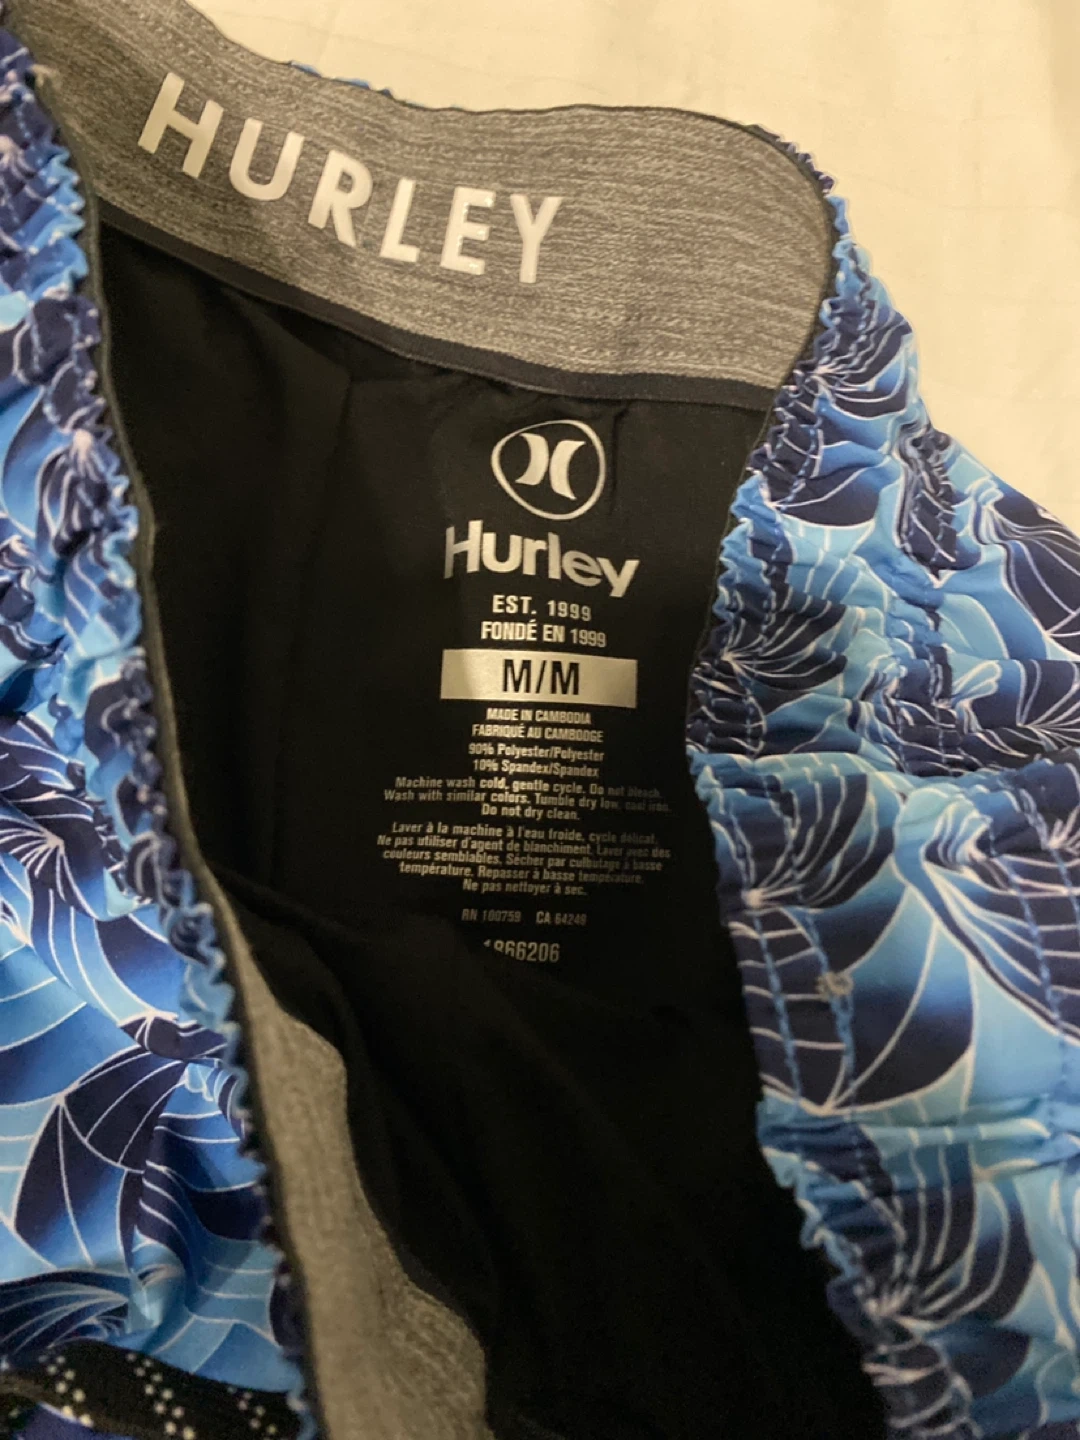 HURLEY
Hurley
EST. 1999
FONDÉ EN 1999
M/M
MADE IN CAMBODIA
FABRIQUÉ AU CAMBODGE
90% Polyester/Polyester
10% Spandex/Spandex
Machine wash cold, gentle cycle. Do not bleach.
Wash with similar colors. Tumble dry low, cool iron.
Do not dry clean.
Laver à la machine à l'eau froide, cycle délicat.
Ne pas utiliser d'agent de blanchiment. Laver avec des
couleurs semblables. Sécher par culbutage à basse
température. Repasser à basse température.
Ne pas nettoyer à sec.
RN 100759 CA 64249
1866206